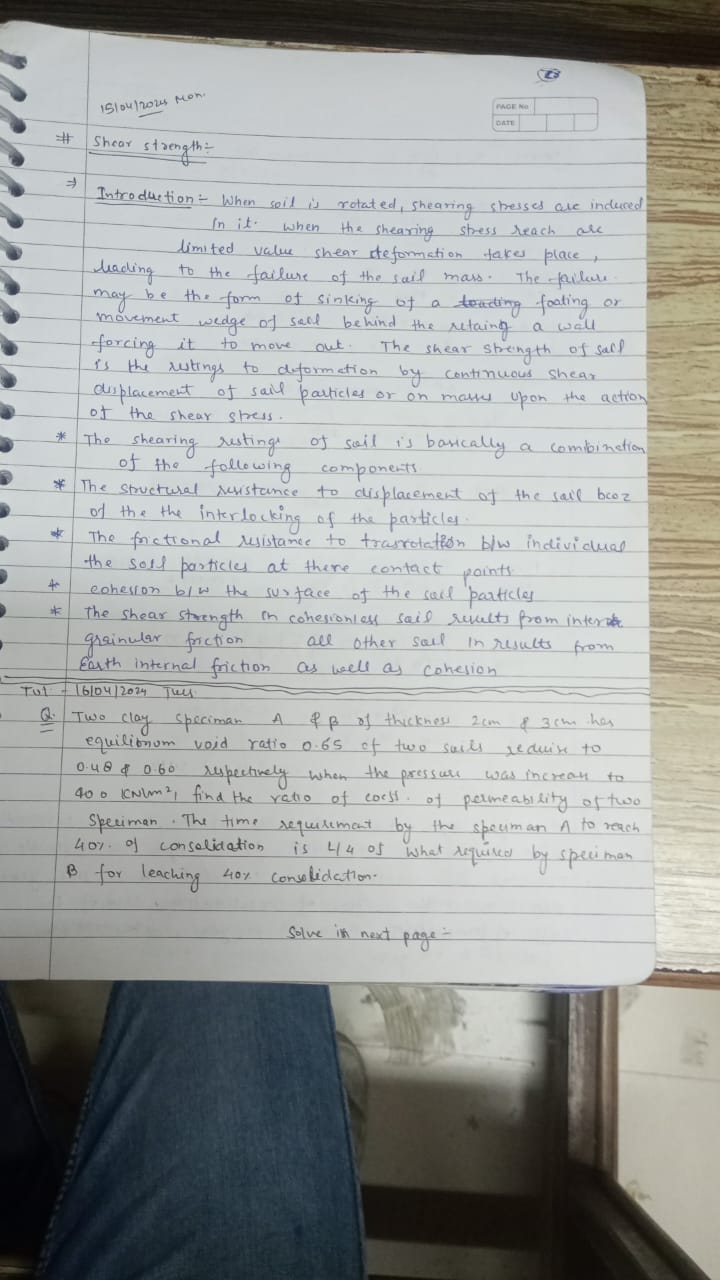 23
15/04/2024 Mon.
PAGE No
DATE
# Shear strength:-
⇒ Introduction :- When soil is rotated, shearing stresses are induced
in it. when the shearing stress reach are
limited value shear deformation takes place,
leading to the failure of the soil mass. The failure
may be the form of sinking of a footing or
movement wedge of soil behind the retaing a wall
forcing it to move out. The shear strength of soil
is the restings to deformation by continuous shear
displacement of soil particles or on masses upon the action
of the shear stress.
* The shearing restings of soil is basically a combination
of the following components
* The structural resistance to displacement of the soil bcoz
of the the interlocking of the particles.
* The frictional resistance to b/w individual
the soil particles at there contact points
* cohesion b/w the surface of the soil particles
* The shear strength in cohesionless soil results from inter
grainular friction all other soil in results from
Earth internal friction as well as cohesion
Tut - 16/04/2024 Tues.
Q. Two clay speciman A & B of thickness 2cm & 3cm has
equilibrium void ratio 0.65 of two soils reduire to
0.48 & 0.60 respectively when the pressure was increas to
400 KN/m², find the ratio of coess. of permeability of two
Speciman. The time requirement by the speciman A to reach
40% of consolidation is 1/4 of what required by speciman
B for leaching 40% consolidation.
Solve in next page :-